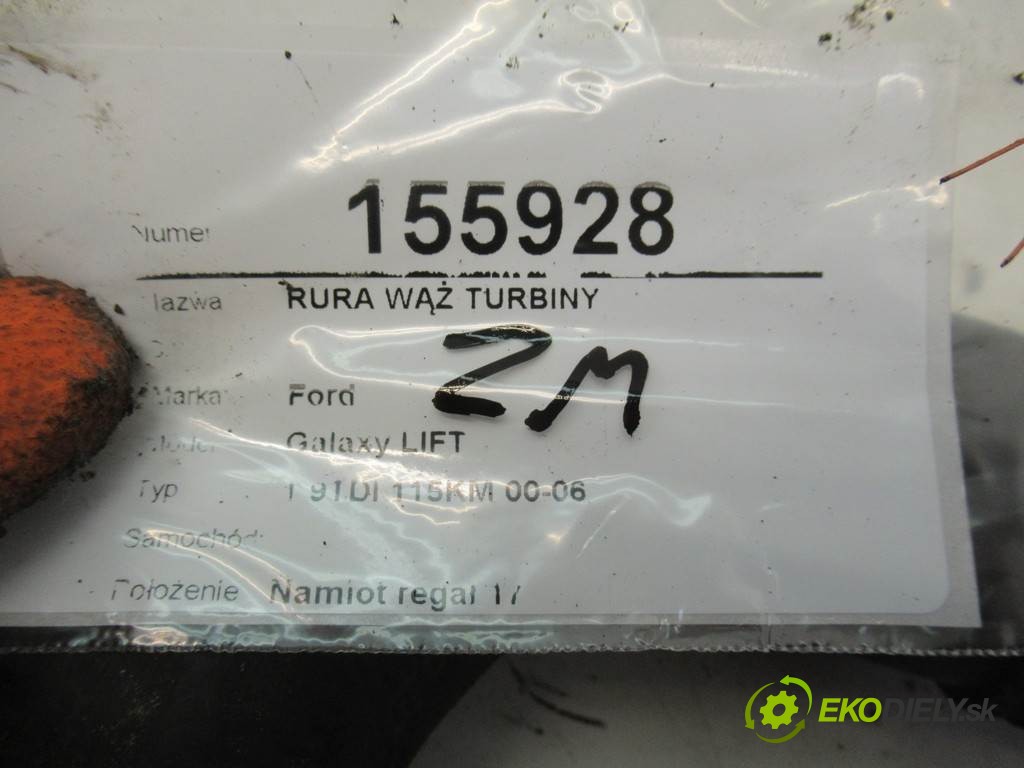 Numer 155928
Nazwa RURA WĄŻ TURBINY
ZM
Marka Ford
Model Galaxy LIFT
Typ 1 9TDI 115KM 00-06
Samochód:
Położenie Namiot regał 17
EKODIELY.sk